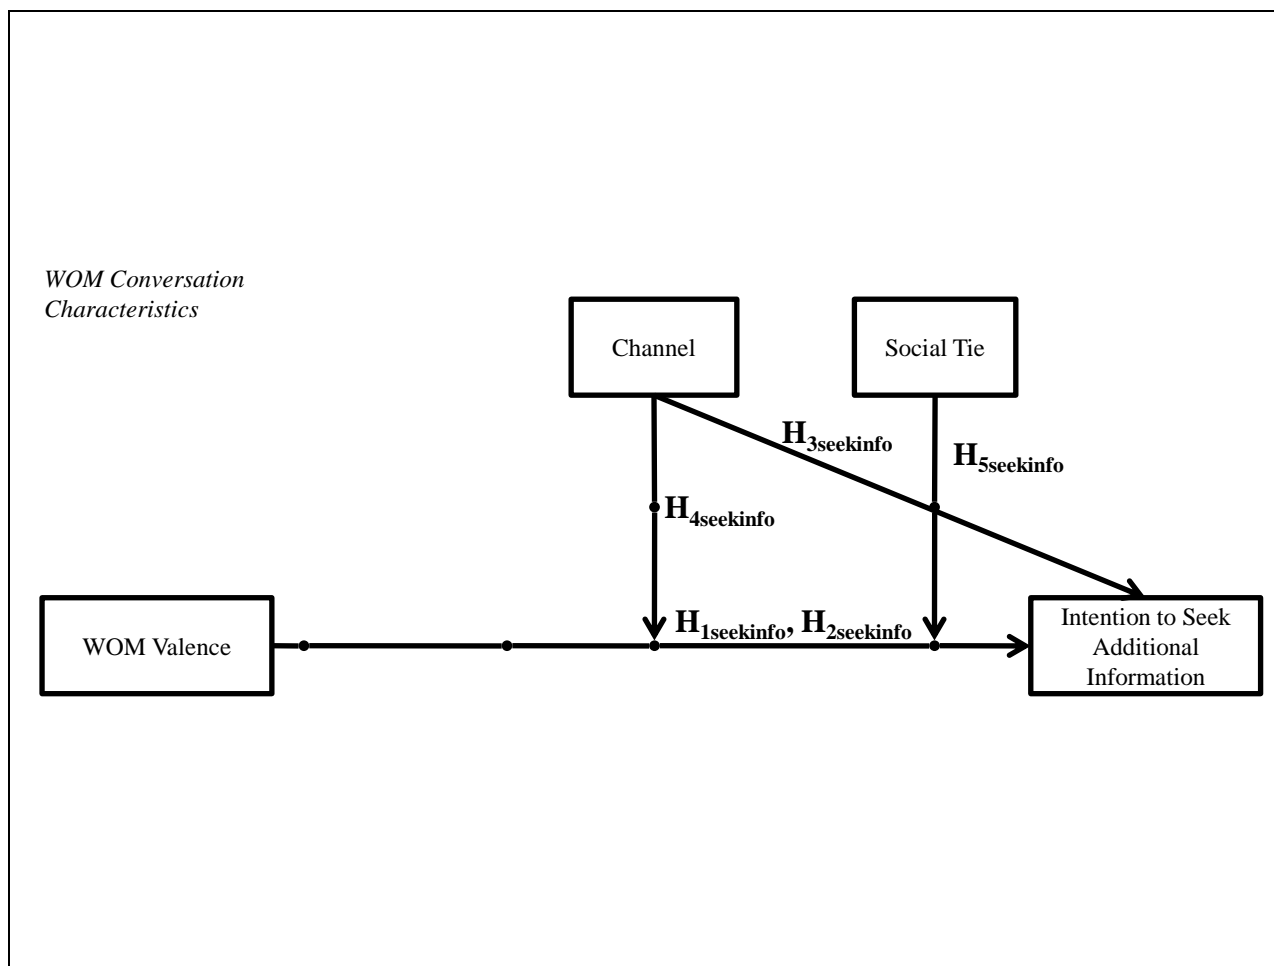 WOM Conversation
Characteristics
Channel
Social Tie
H3seekinfo
H5seekinfo
H4seekinfo
H1seekinfo, H2seekinfo
WOM Valence
Intention to Seek
Additional
Information